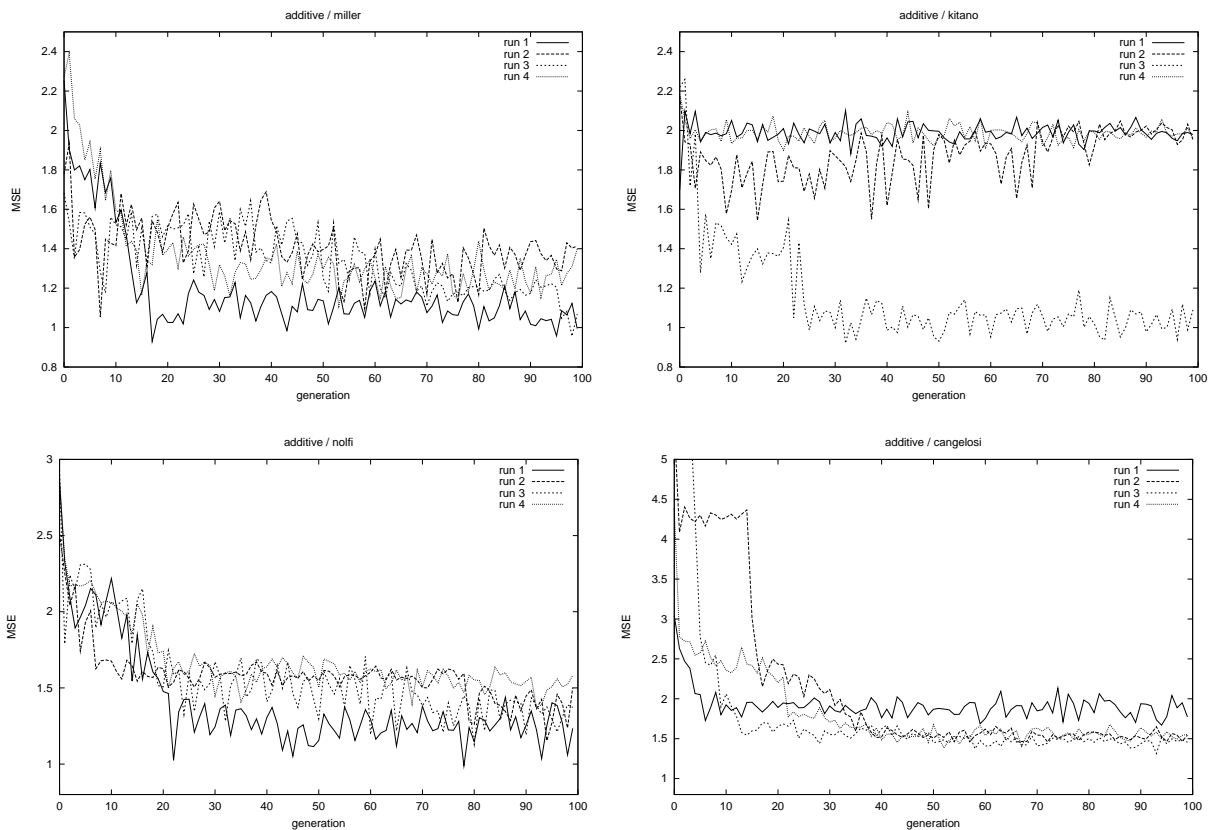 additive / miller
MSE
2.4
2.2
2
1.8
1.6
1.4
1.2
1
0.8
run 1
run 2
run 3
run 4
0 10 20 30 40 50 60 70 80 90 100
generation
additive / kitano
MSE
2.4
2.2
2
1.8
1.6
1.4
1.2
1
0.8
run 1
run 2
run 3
run 4
0 10 20 30 40 50 60 70 80 90 100
generation
additive / nolfi
MSE
3
2.5
2
1.5
1
run 1
run 2
run 3
run 4
0 10 20 30 40 50 60 70 80 90 100
generation
additive / cangelosi
MSE
5
4.5
4
3.5
3
2.5
2
1.5
1
run 1
run 2
run 3
run 4
0 10 20 30 40 50 60 70 80 90 100
generation